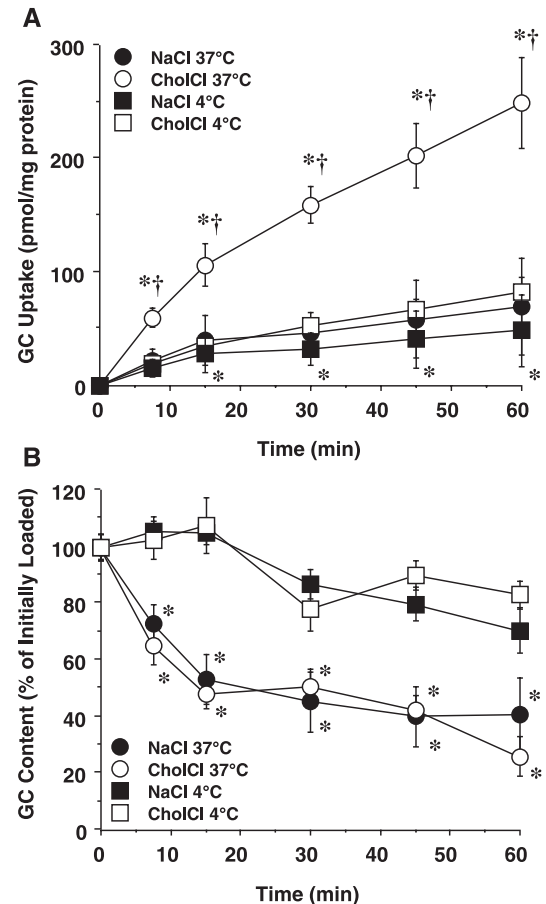 A
300
200
100
0
GC Uptake (pmol/mg protein)
NaCl 37°C
CholCl 37°C
NaCl 4°C
CholCl 4°C
*† *† *† *† *†
* * * *
0 10 20 30 40 50 60
Time (min)
B
120
100
80
60
40
20
0
GC Content (% of Initially Loaded)
* * * * *
* * * * *
NaCl 37°C
CholCl 37°C
NaCl 4°C
CholCl 4°C
0 10 20 30 40 50 60
Time (min)